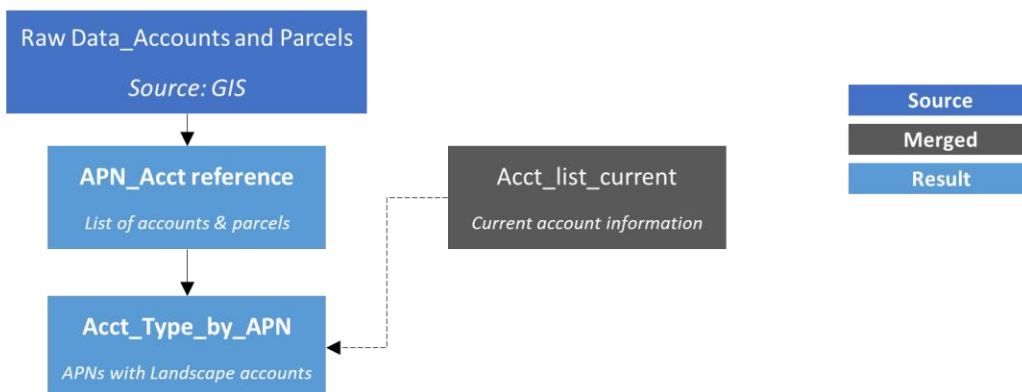 Raw Data_Accounts and Parcels
Source: GIS
APN_Acct reference
List of accounts & parcels
Acct_Type_by_APN
APNs with Landscape accounts
Acct_list_current
Current account information
Source
Merged
Result